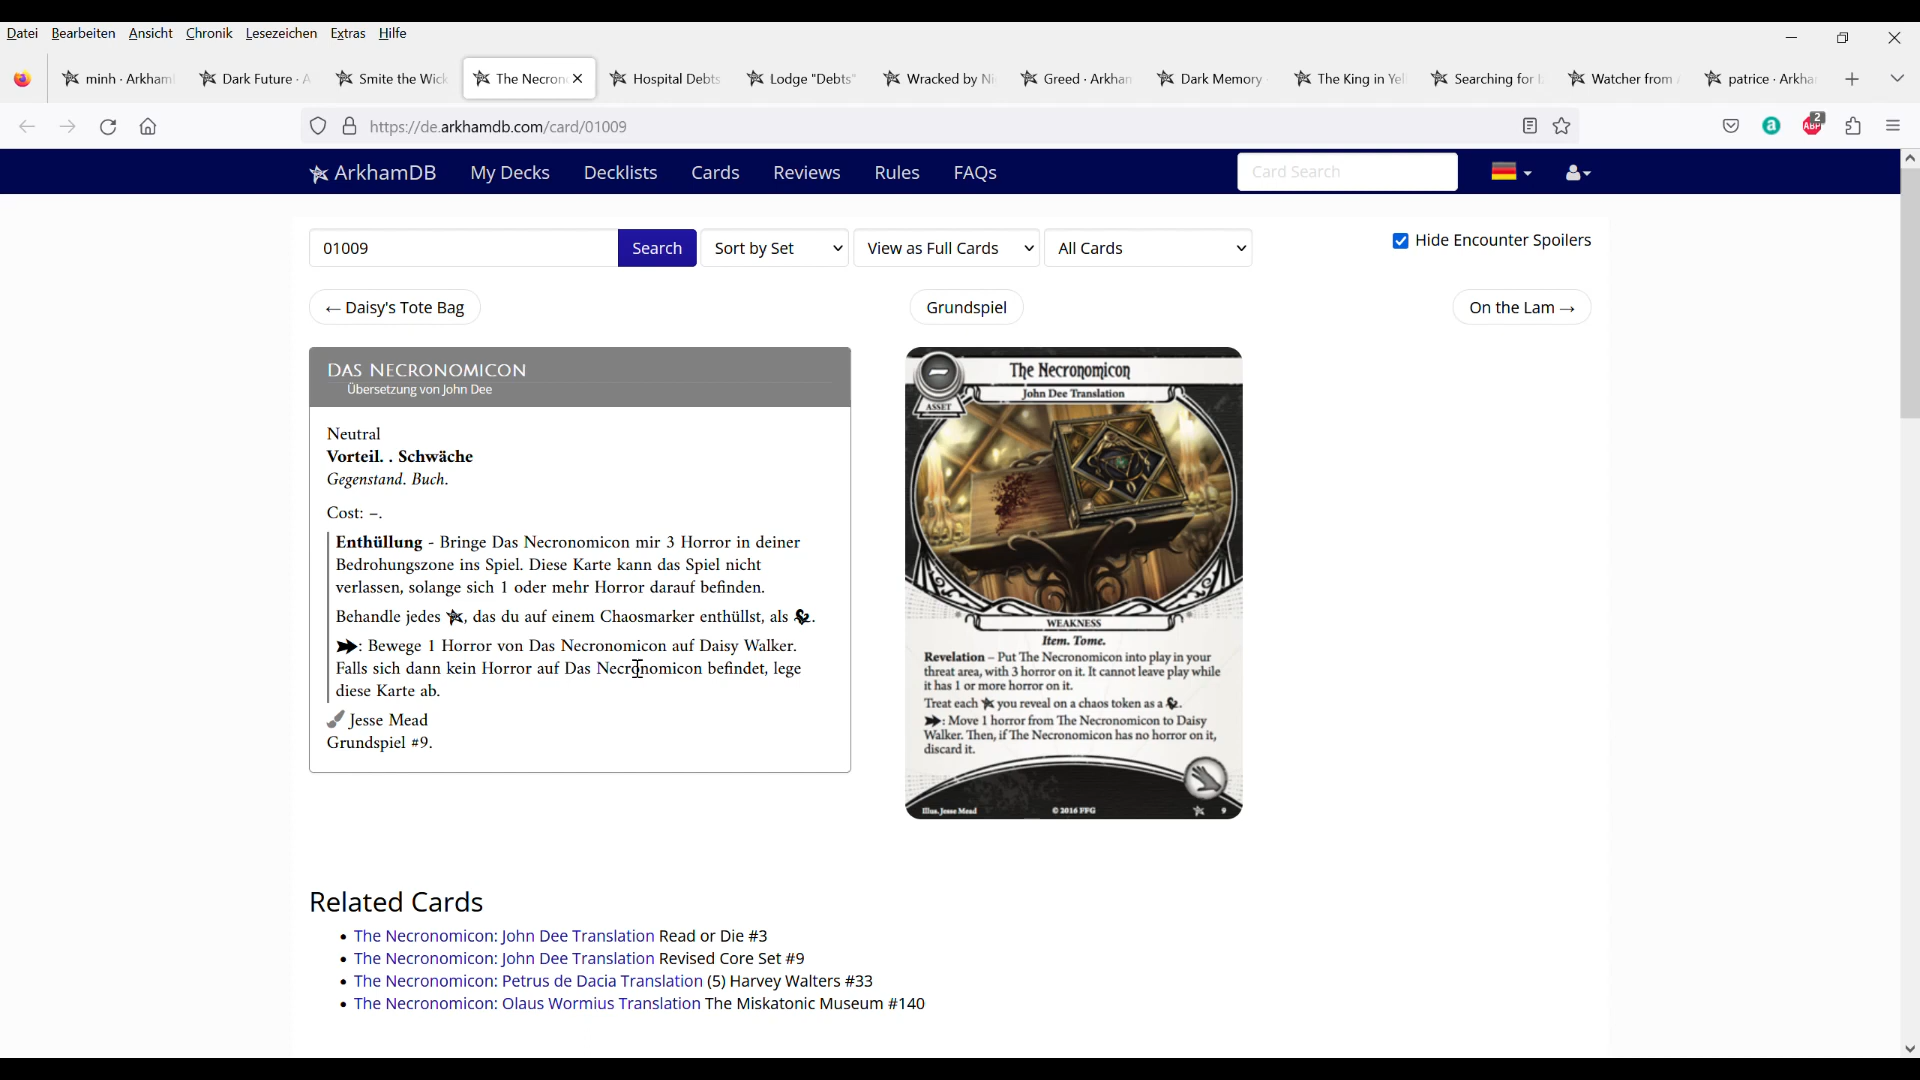 Datei Bearbeiten Ansicht Chronik Lesezeichen Extras Hilfe
minh · Arkham Dark Future · A Smite the Wick The Necron Hospital Debts Lodge "Debts" Wracked by Ni Greed · Arkhan Dark Memory The King in Yel Searching for Watcher from patrice · Arkha
https://de.arkhamdb.com/card/01009
ABP 2
ArkhamDB My Decks Decklists Cards Reviews Rules FAQs Card Search
01009 Search Sort by Set View as Full Cards All Cards Hide Encounter Spoilers
← Daisy's Tote Bag Grundspiel On the Lam →
DAS NECRONOMICON
Übersetzung von John Dee
Neutral
Vorteil. . Schwäche
Gegenstand. Buch.
Cost: –.
Enthüllung - Bringe Das Necronomicon mir 3 Horror in deiner
Bedrohungszone ins Spiel. Diese Karte kann das Spiel nicht
verlassen, solange sich 1 oder mehr Horror darauf befinden.
Behandle jedes , das du auf einem Chaosmarker enthüllst, als .
: Bewege 1 Horror von Das Necronomicon auf Daisy Walker.
Falls sich dann kein Horror auf Das Necronomicon befindet, lege
diese Karte ab.
Jesse Mead
Grundspiel #9.
The Necronomicon
John Dee Translation
ASSET
WEAKNESS
Item. Tome.
Revelation – Put The Necronomicon into play in your
threat area, with 3 horror on it. It cannot leave play while
it has 1 or more horror on it.
Treat each you reveal on a chaos token as a .
: Move 1 horror from The Necronomicon to Daisy
Walker. Then, if The Necronomicon has no horror on it,
discard it.
Illus. Jesse Mead © 2016 FFG 9
Related Cards
• The Necronomicon: John Dee Translation Read or Die #3
• The Necronomicon: John Dee Translation Revised Core Set #9
• The Necronomicon: Petrus de Dacia Translation (5) Harvey Walters #33
• The Necronomicon: Olaus Wormius Translation The Miskatonic Museum #140